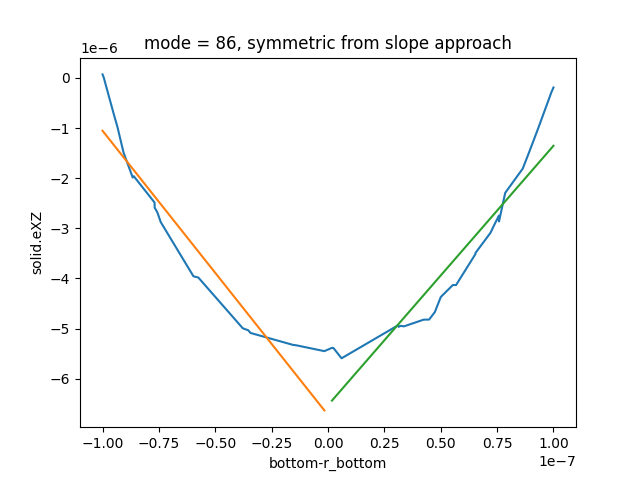 mode = 86, symmetric from slope approach
1e−6
0
−1
−2
−3
−4
−5
−6
solid.eXZ
−1.00 −0.75 −0.50 −0.25 0.00 0.25 0.50 0.75 1.00
1e−7
bottom-r_bottom